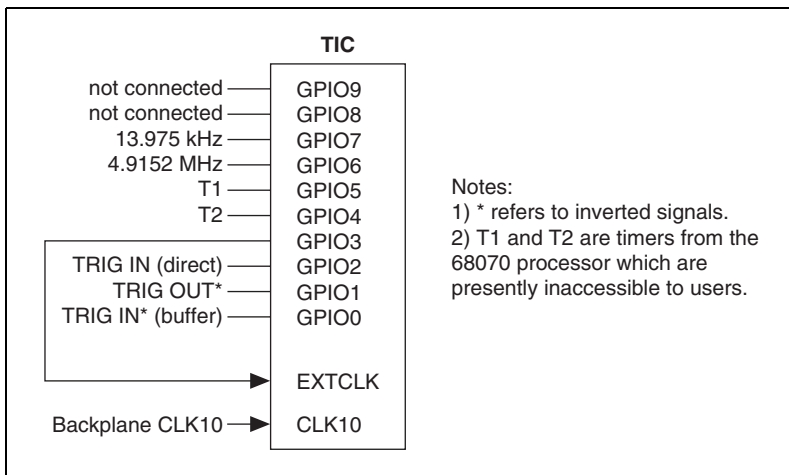 TIC
not connected GPIO9
not connected GPIO8
13.975 kHz GPIO7
4.9152 MHz GPIO6
T1 GPIO5
T2 GPIO4
GPIO3
TRIG IN (direct) GPIO2
TRIG OUT* GPIO1
TRIG IN* (buffer) GPIO0
EXTCLK
Backplane CLK10 CLK10
Notes:
1) * refers to inverted signals.
2) T1 and T2 are timers from the
68070 processor which are
presently inaccessible to users.